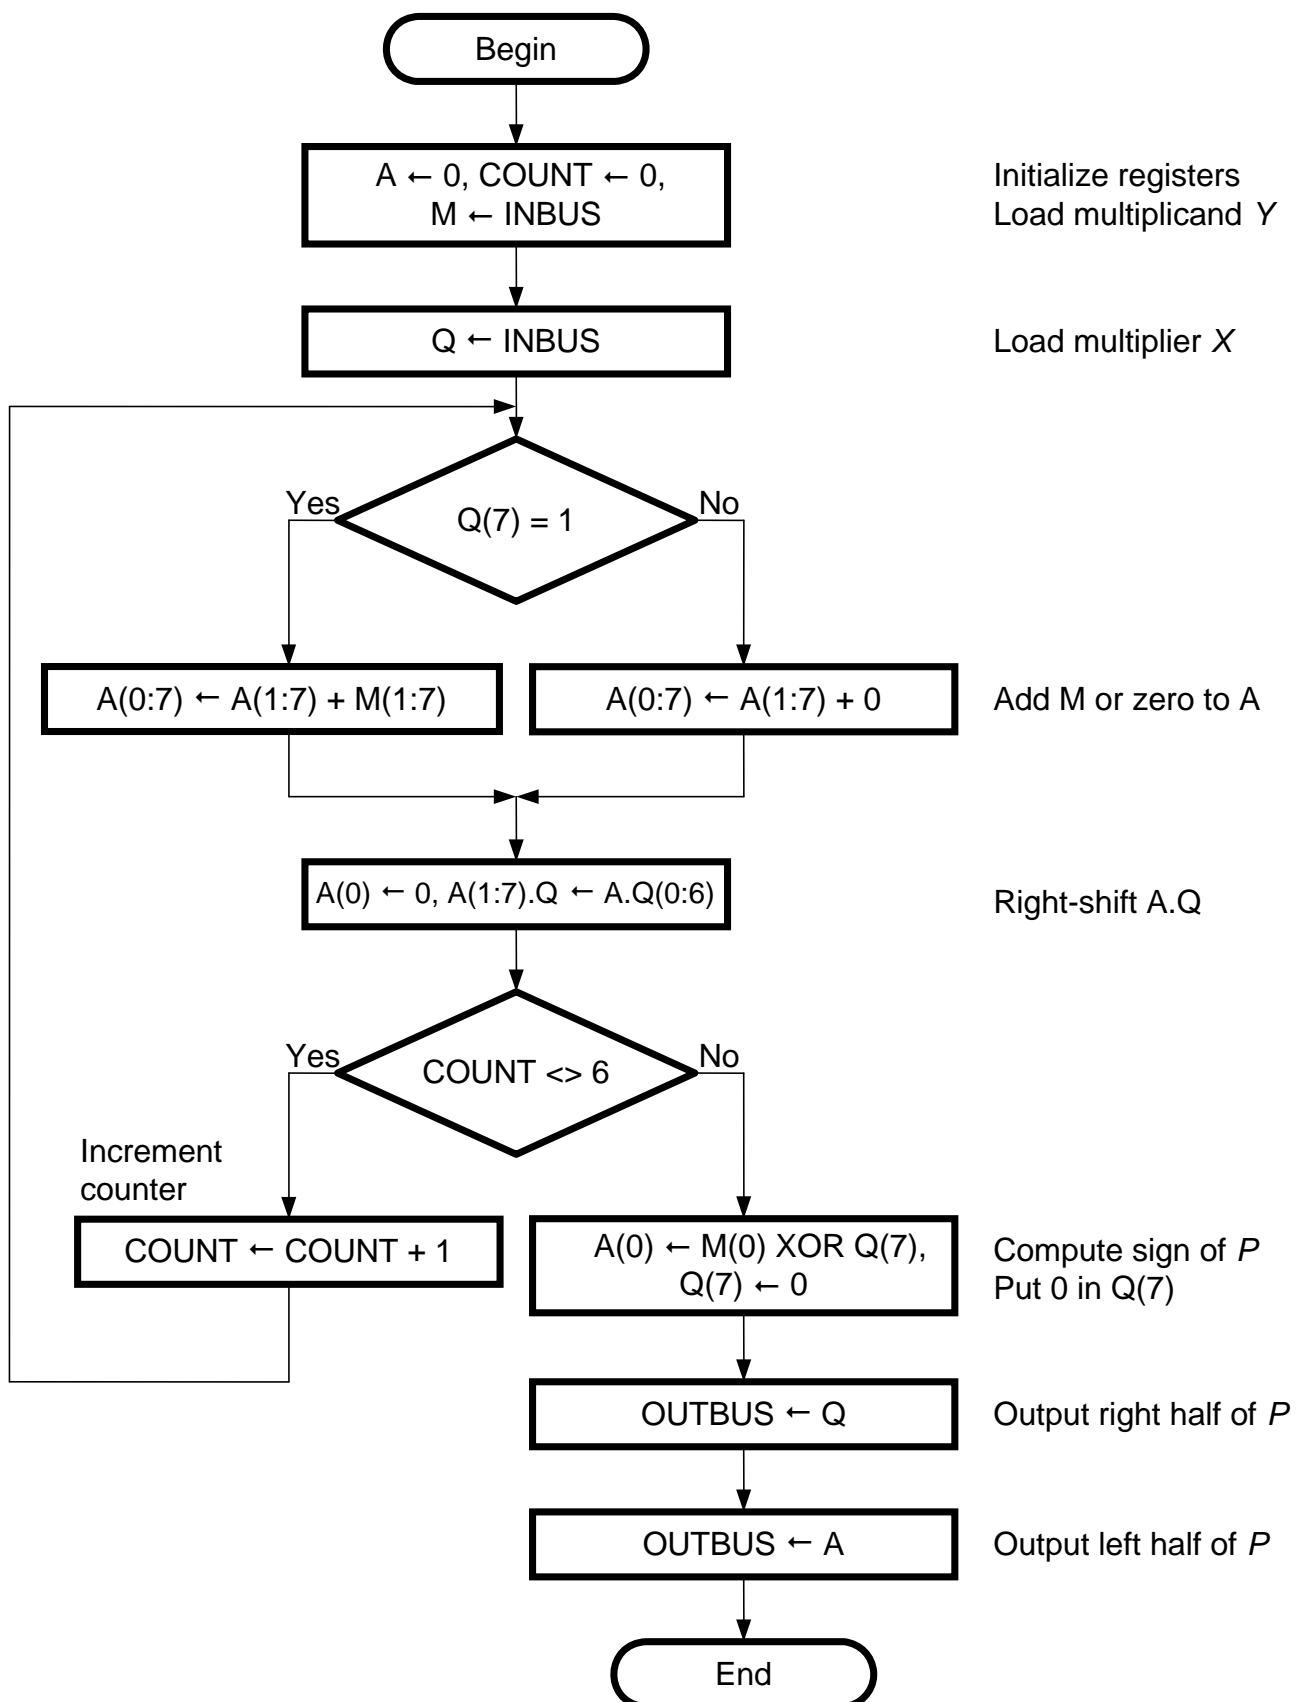 Begin
A ← 0, COUNT ← 0,
M ← INBUS
Initialize registers
Load multiplicand Y
Q ← INBUS
Load multiplier X
Yes
Q(7) = 1
No
A(0:7) ← A(1:7) + M(1:7)
A(0:7) ← A(1:7) + 0
Add M or zero to A
A(0) ← 0, A(1:7).Q ← A.Q(0:6)
Right-shift A.Q
Yes
COUNT <> 6
No
Increment
counter
COUNT ← COUNT + 1
A(0) ← M(0) XOR Q(7),
Q(7) ← 0
Compute sign of P
Put 0 in Q(7)
OUTBUS ← Q
Output right half of P
OUTBUS ← A
Output left half of P
End